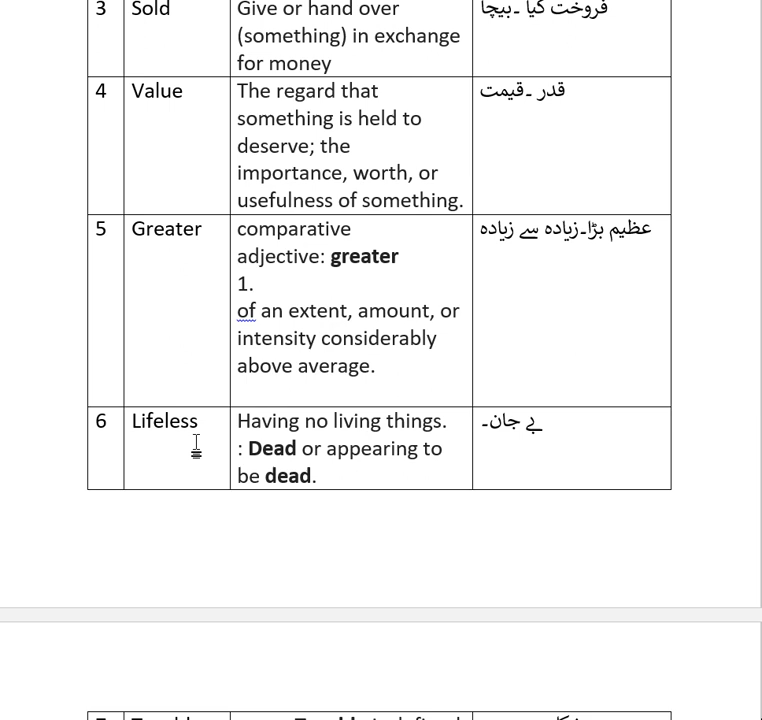 3 Sold Give or hand over فروخت کیا ۔بیچا
(something) in exchange
for money
4 Value The regard that قدر ۔قیمت
something is held to
deserve; the
importance, worth, or
usefulness of something.
5 Greater comparative عظیم بڑا۔زیادہ سے زیادہ
adjective: greater
1.
of an extent, amount, or
intensity considerably
above average.
6 Lifeless Having no living things. بے جان۔
: Dead or appearing to
be dead.